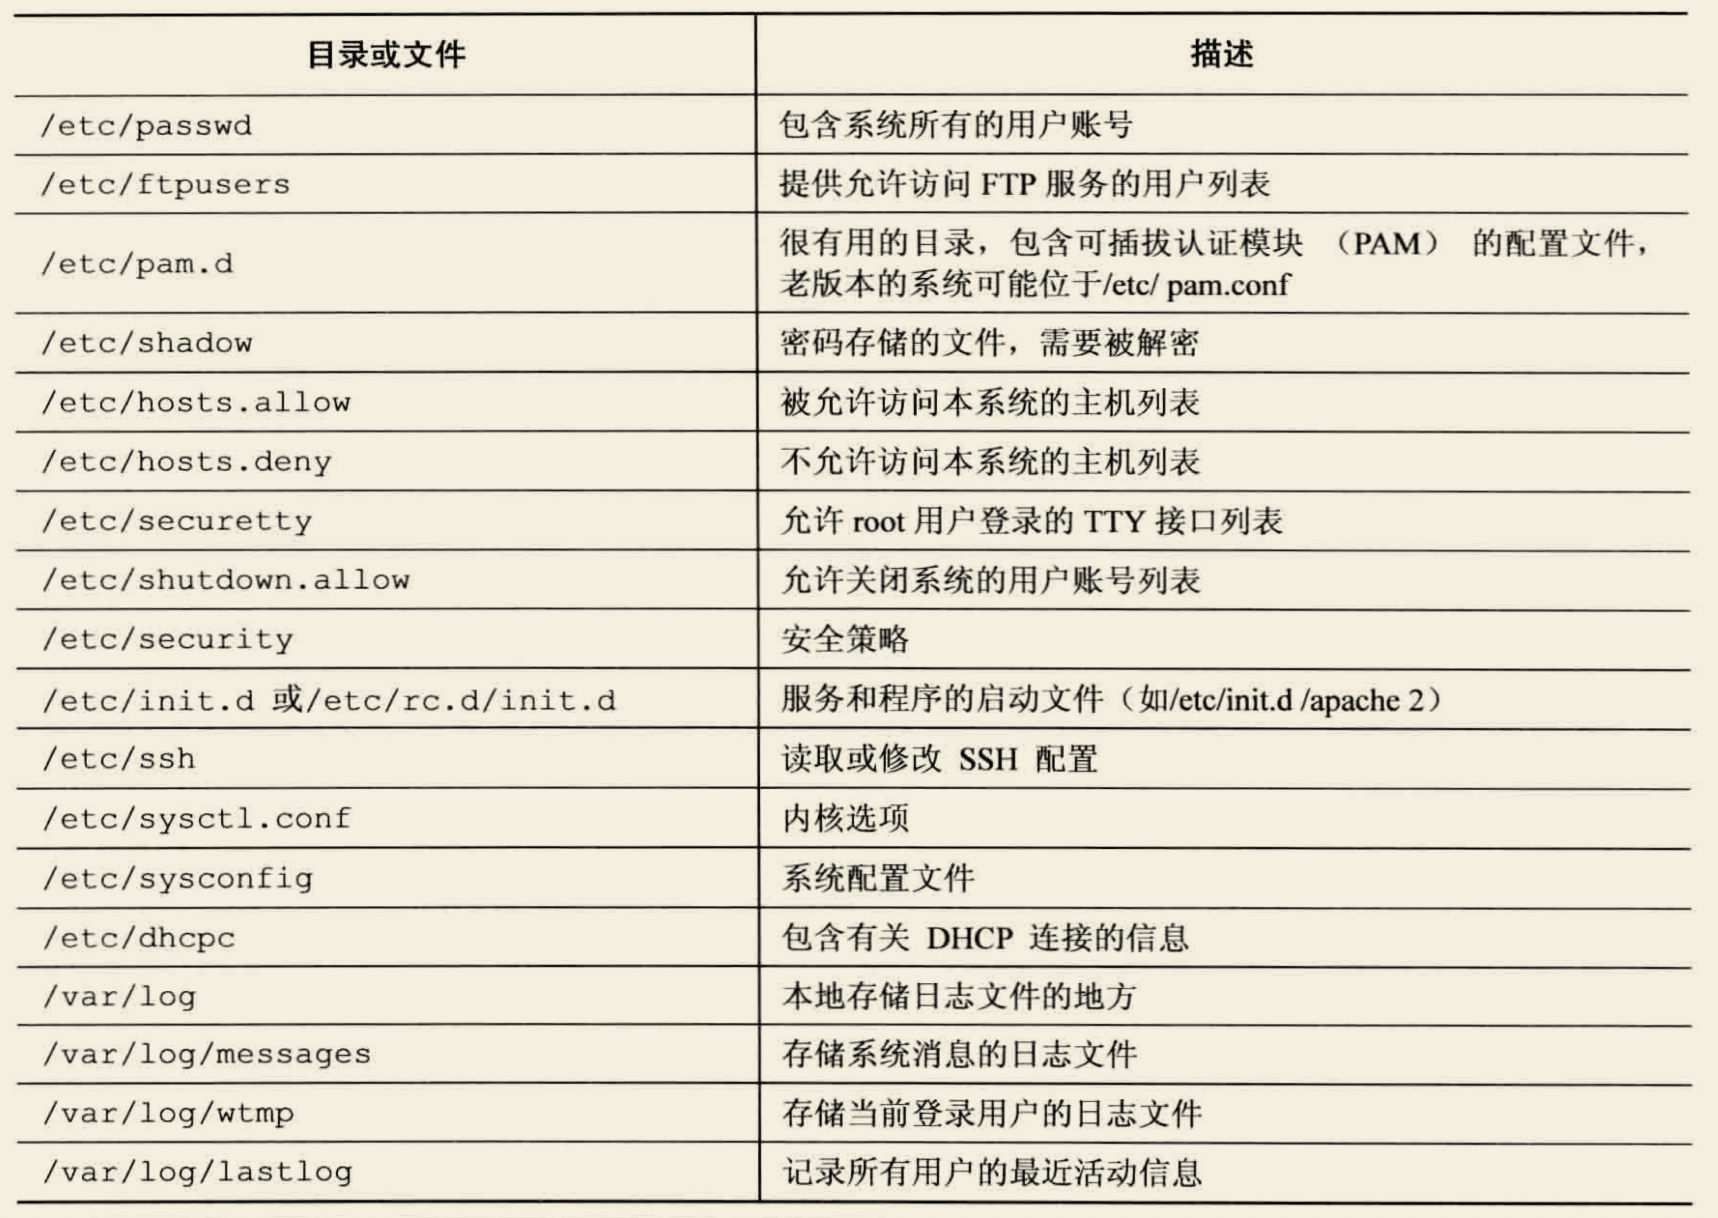 目录或文件 描述
/etc/passwd 包含系统所有的用户账号
/etc/ftpusers 提供允许访问 FTP 服务的用户列表
/etc/pam.d 很有用的目录，包含可插拔认证模块 （PAM） 的配置文件，
老版本的系统可能位于/etc/ pam.conf
/etc/shadow 密码存储的文件，需要被解密
/etc/hosts.allow 被允许访问本系统的主机列表
/etc/hosts.deny 不允许访问本系统的主机列表
/etc/securetty 允许 root 用户登录的 TTY 接口列表
/etc/shutdown.allow 允许关闭系统的用户账号列表
/etc/security 安全策略
/etc/init.d 或/etc/rc.d/init.d 服务和程序的启动文件（如/etc/init.d /apache 2）
/etc/ssh 读取或修改 SSH 配置
/etc/sysctl.conf 内核选项
/etc/sysconfig 系统配置文件
/etc/dhcpc 包含有关 DHCP 连接的信息
/var/log 本地存储日志文件的地方
/var/log/messages 存储系统消息的日志文件
/var/log/wtmp 存储当前登录用户的日志文件
/var/log/lastlog 记录所有用户的最近活动信息